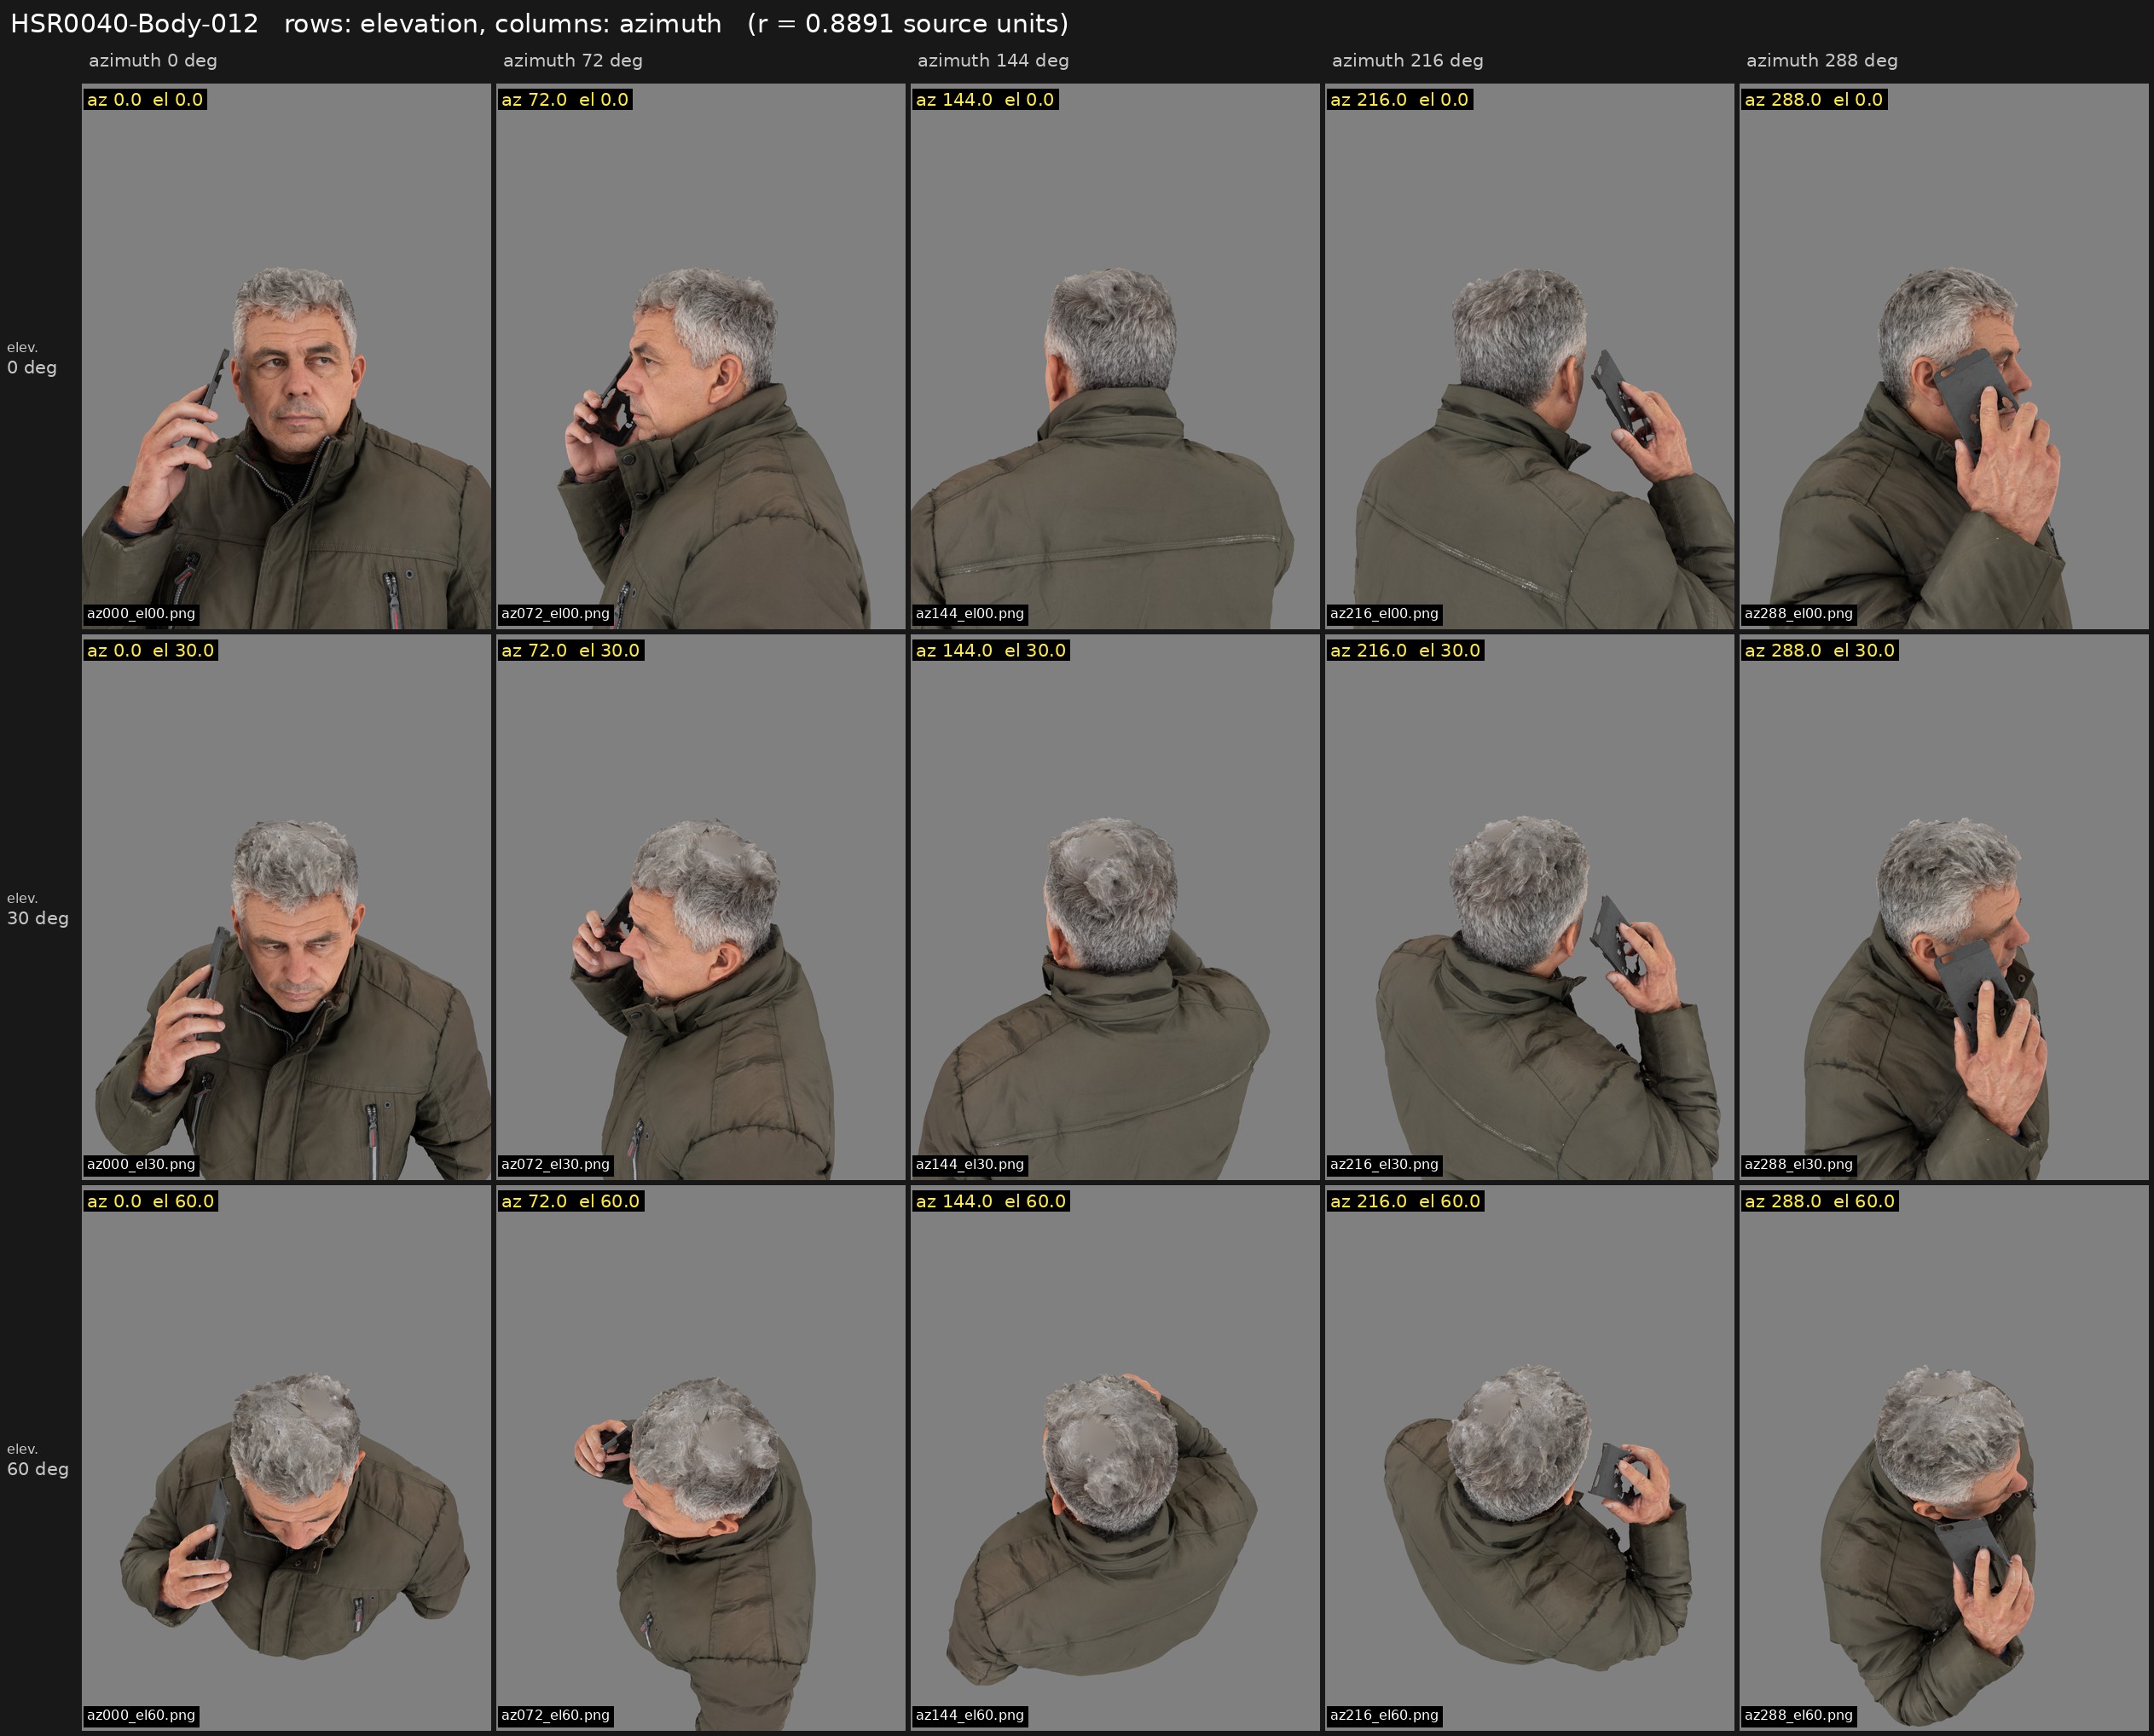 HSR0040-Body-012   rows: elevation, columns: azimuth   (r = 0.8891 source units)
azimuth 0 deg
azimuth 72 deg
azimuth 144 deg
azimuth 216 deg
azimuth 288 deg
elev.
0 deg
az 0.0  el 0.0
az 72.0  el 0.0
az 144.0  el 0.0
az 216.0  el 0.0
az 288.0  el 0.0
az000_el00.png
az072_el00.png
az144_el00.png
az216_el00.png
az288_el00.png
elev.
30 deg
az 0.0  el 30.0
az 72.0  el 30.0
az 144.0  el 30.0
az 216.0  el 30.0
az 288.0  el 30.0
az000_el30.png
az072_el30.png
az144_el30.png
az216_el30.png
az288_el30.png
elev.
60 deg
az 0.0  el 60.0
az 72.0  el 60.0
az 144.0  el 60.0
az 216.0  el 60.0
az 288.0  el 60.0
az000_el60.png
az072_el60.png
az144_el60.png
az216_el60.png
az288_el60.png